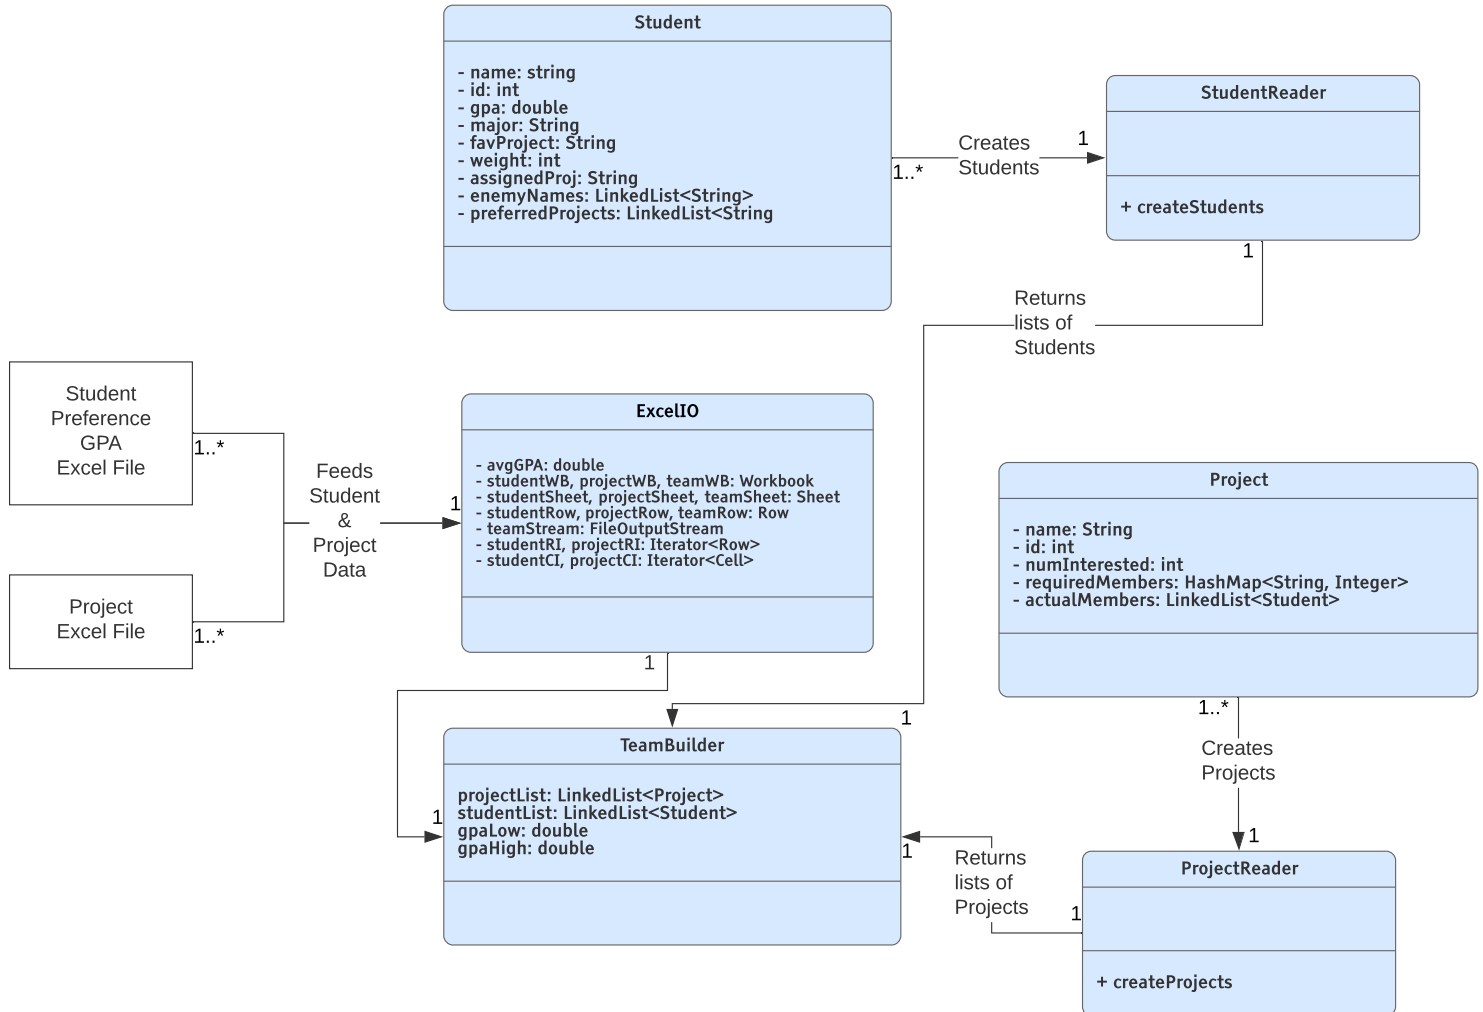 Student
- name: string
- id: int
- gpa: double
- major: String
- favProject: String
- weight: int
- assignedProj: String
- enemyNames: LinkedList<String>
- preferredProjects: LinkedList<String
1..*
Creates
Students
1
StudentReader
+ createStudents
1
Returns
lists of
Students
1
Student
Preference
GPA
Excel File
1..*
Project
Excel File
1..*
Feeds
Student
&
Project
Data
1
ExcelIO
- avgGPA: double
- studentWB, projectWB, teamWB: Workbook
- studentSheet, projectSheet, teamSheet: Sheet
- studentRow, projectRow, teamRow: Row
- teamStream: FileOutputStream
- studentRI, projectRI: Iterator<Row>
- studentCI, projectCI: Iterator<Cell>
1
1
Project
- name: String
- id: int
- numInterested: int
- requiredMembers: HashMap<String, Integer>
- actualMembers: LinkedList<Student>
1..*
Creates
Projects
1
TeamBuilder
projectList: LinkedList<Project>
studentList: LinkedList<Student>
gpaLow: double
gpaHigh: double
1
Returns
lists of
Projects
1
ProjectReader
+ createProjects